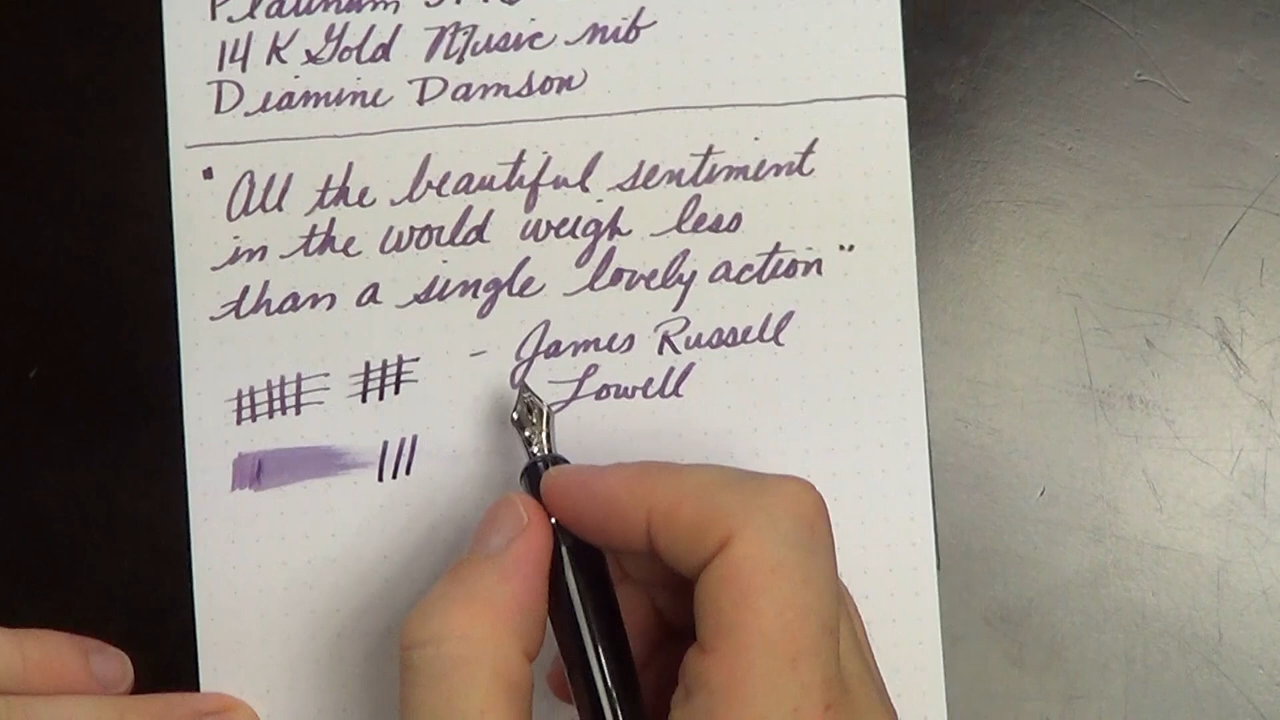 Platinum
14 K Gold Music nib
Diamine Damson
"All the beautiful sentiment
in the world weigh less
than a single lovely action"
- James Russell
Lowell